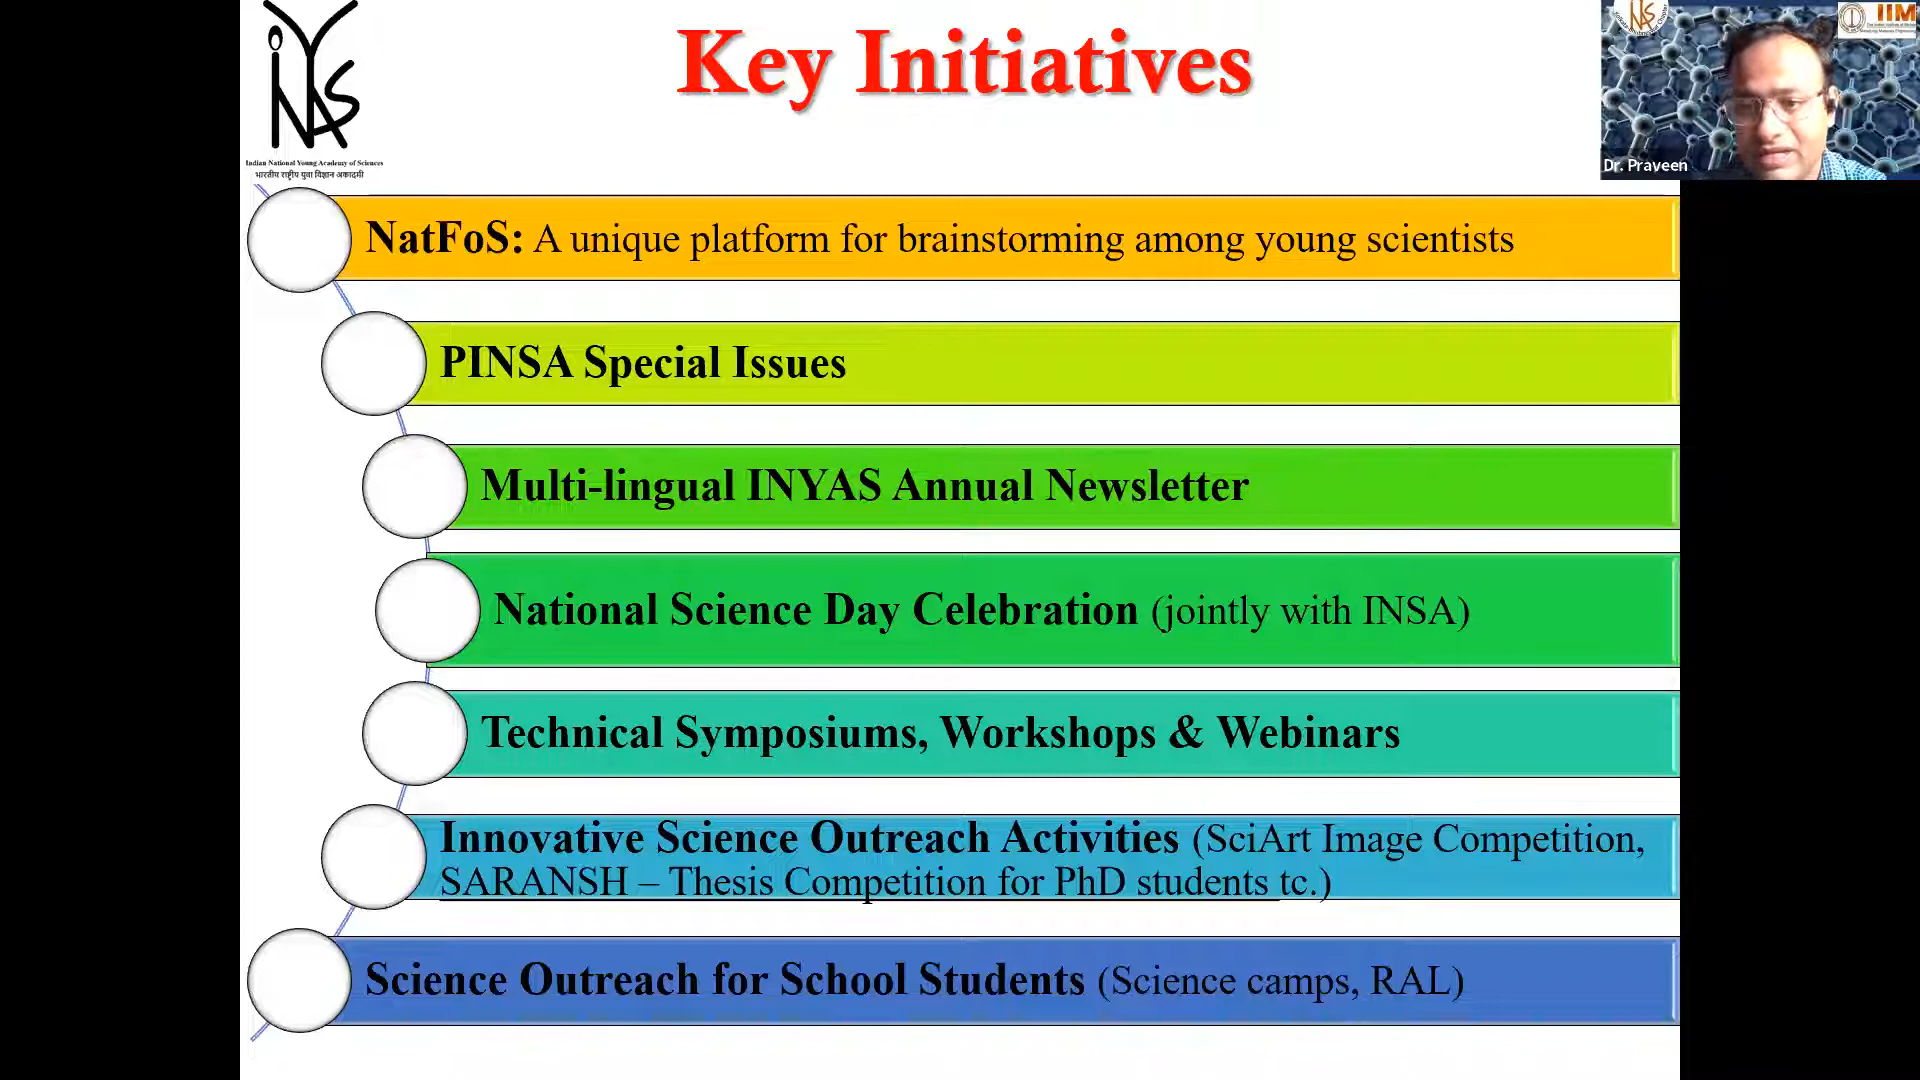 Key Initiatives
INYAS
Indian National Young Academy of Sciences
भारतीय राष्ट्रीय युवा विज्ञान अकादमी
IIM
Dr. Praveen
NatFoS: A unique platform for brainstorming among young scientists
PINSA Special Issues
Multi-lingual INYAS Annual Newsletter
National Science Day Celebration (jointly with INSA)
Technical Symposiums, Workshops & Webinars
Innovative Science Outreach Activities (SciArt Image Competition,
SARANSH – Thesis Competition for PhD students tc.)
Science Outreach for School Students (Science camps, RAL)